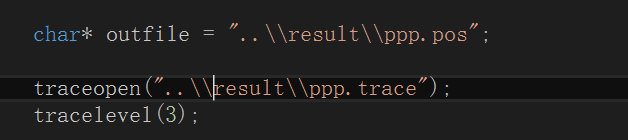 char* outfile = "..\\result\\ppp.pos";
traceopen("..\\result\\ppp.trace");
tracelevel(3);